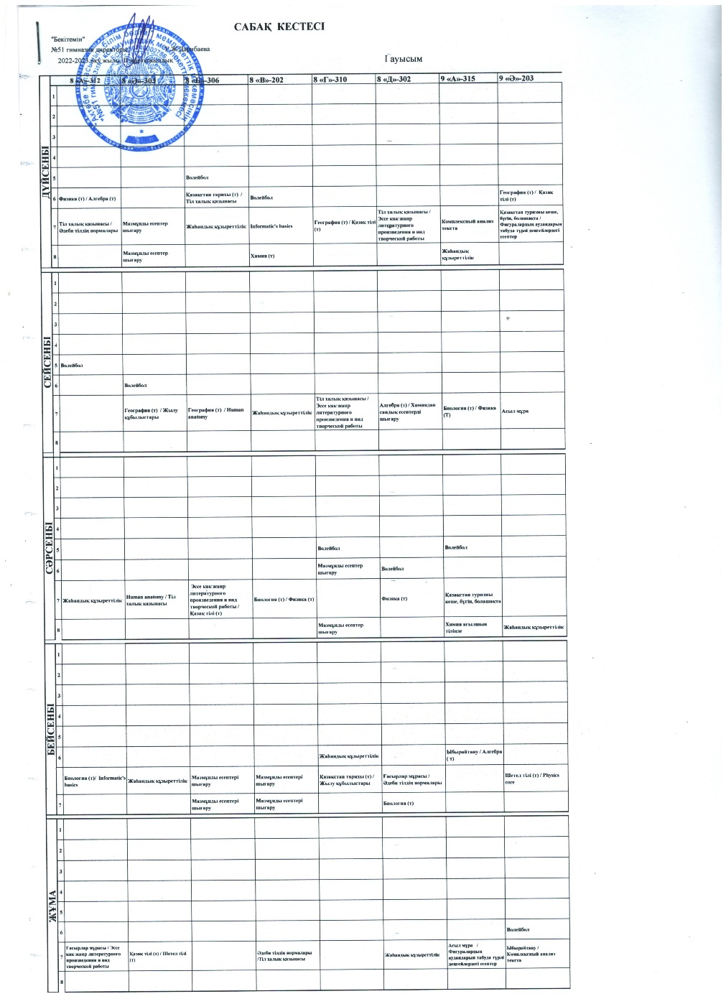 САБАҚ КЕСТЕСІ
"Бекітемін"
№51 гимназия директоры
2022-2023 оқу жылы
І ауысым
8 «А»-312 8 «Ә»-303 8 «Б»-306 8 «В»-202 8 «Г»-310 8 «Д»-302 9 «А»-315 9 «Ә»-203
ДҮЙСЕНБІ
1
2
3
4
5 Волейбол
6 Физика (т) / Алгебра (т) Қазақстан тарихы (т) / Тіл халық қазынасы Волейбол География (т) / Қазақ тілі (т)
7 Тіл халық қазынасы / Әдеби тілдің нормалары Мазмұнды есептер шығару Жаһандық құзыреттілік Informatic's basics География (т) / Қазақ тілі (т) Тіл халық қазынасы / Эссе как жанр литературного произведения и вид творческой работы Комплексный анализ текста Қазақстан туризмы кеше, бүгін, болашақта / Фигуралардың аудандарын табуда түрлі деңгейлердегі есептер
8 Мазмұнды есептер шығару Химия (т) Жаһандық құзыреттілік
СЕЙСЕНБІ
1
2
3
4
5 Волейбол
6 Волейбол
7 География (т) / Жылу құбылыстары География (т) / Human anatomy Жаһандық құзыреттілік Тіл халық қазынасы / Эссе как жанр литературного произведения и вид творческой работы Алгебра (т) / Химиядан сандық есептерді шығару Биология (т) / Физика (Т) Асыл мұра
8
СӘРСЕНБІ
1
2
3
4
5 Волейбол Волейбол
6 Мазмұнды есептер шығару Волейбол
7 Жаһандық құзыреттілік Human anatomy / Тіл халық қазынасы Эссе как жанр литературного произведения и вид творческой работы / Қазақ тілі (т) Биология (т) / Физика (т) Физика (т) Қазақстан туризмы кеше, бүгін, болашақта
8 Мазмұнды есептер шығару Химия ағылшын тілінде Жаһандық құзыреттілік
БЕЙСЕНБІ
1
2
3
4
5
6 Жаһандық құзыреттілік Ыбырайтану / Алгебра ( т)
Биология (т)/ Informatic's basics Жаһандық құзыреттілік Мазмұнды есептері шығару Мазмұнды есептері шығару Қазақстан тарихы (т) / Жылу құбылыстары Ғасырлар мұрасы / Әдеби тілдің нормалары Шетел тілі (т) / Physics core
7 Мазмұнды есептері шығару Мазмұнды есептері шығару Биология (т)
ЖҰМА
1
2
3
4
5
6 Волейбол
7 Ғасырлар мұрасы / Эссе как жанр литературного произведения и вид творческой работы Қазақ тілі (т) / Шетел тілі (т) Әдеби тілдің нормалары /Тіл халық қазынасы Жаһандық құзыреттілік Асыл мұра / Фигуралардың аудандарын табуда түрлі деңгейлердегі есептер Ыбырайтану / Комплексный анализ текста
8